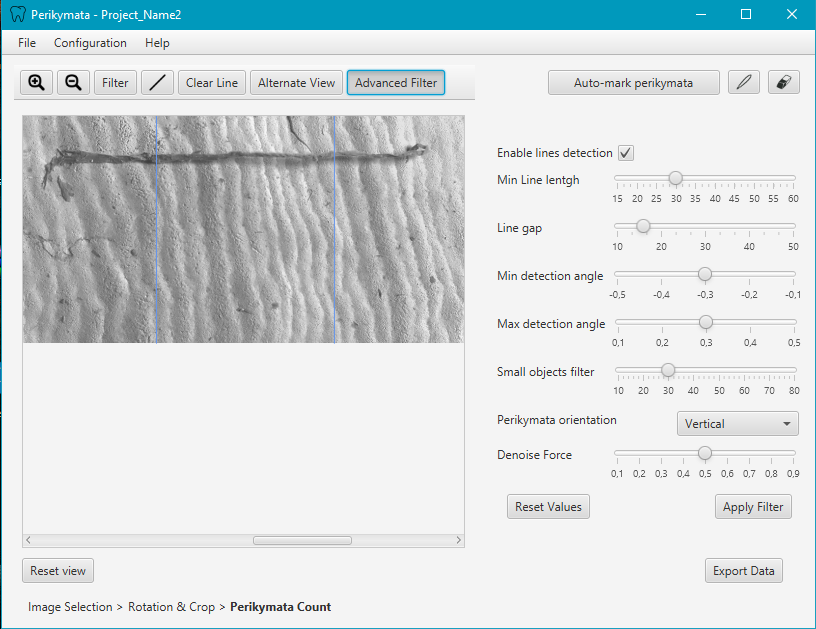 Perikymata - Project_Name2
File Configuration Help
Filter Clear Line Alternate View Advanced Filter Auto-mark perikymata
Enable lines detection
Min Line lentgh
15 20 25 30 35 40 45 50 55 60
Line gap
10 20 30 40 50
Min detection angle
-0,5 -0,4 -0,3 -0,2 -0,1
Max detection angle
0,1 0,2 0,3 0,4 0,5
Small objects filter
10 20 30 40 50 60 70 80
Perikymata orientation Vertical
Denoise Force
0,1 0,2 0,3 0,4 0,5 0,6 0,7 0,8 0,9
Reset Values Apply Filter
Reset view Export Data
Image Selection > Rotation & Crop > Perikymata Count